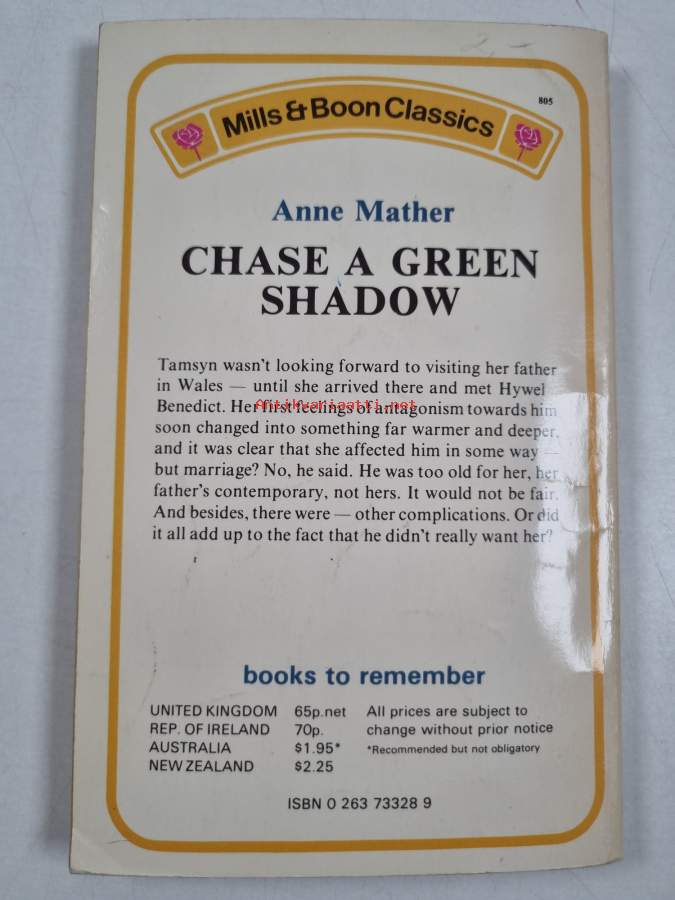 2,-
805
Mills & Boon Classics
Anne Mather
CHASE A GREEN
SHADOW
Tamsyn wasn't looking forward to visiting her father
in Wales — until she arrived there and met Hywel
Benedict. Her first feelings of antagonism towards him
soon changed into something far warmer and deeper,
and it was clear that she affected him in some way —
but marriage? No, he said. He was too old for her, her
father's contemporary, not hers. It would not be fair.
And besides, there were — other complications. Or did
it all add up to the fact that he didn't really want her?
Antikvariaatti.net
books to remember
UNITED KINGDOM 65p.net
REP. OF IRELAND 70p.
AUSTRALIA $1.95*
NEW ZEALAND $2.25
All prices are subject to
change without prior notice
*Recommended but not obligatory
ISBN 0 263 73328 9